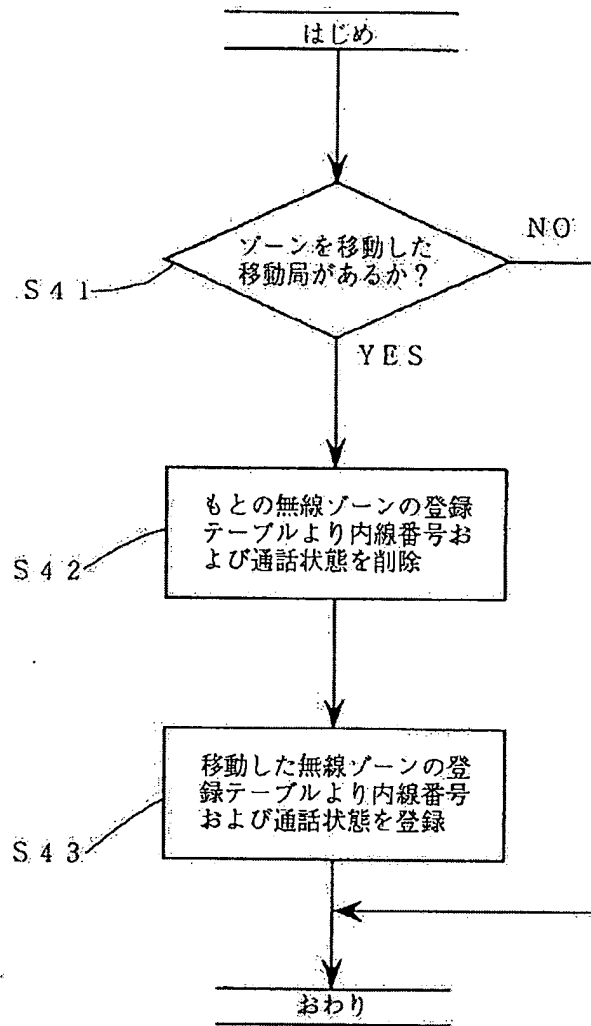 はじめ
ゾーンを移動した
移動局があるか?
NO
S41
YES
もとの無線ゾーンの登録
テーブルより内線番号お
よび通話状態を削除
S42
移動した無線ゾーンの登
録テーブルより内線番号
および通話状態を登録
S43
おわり